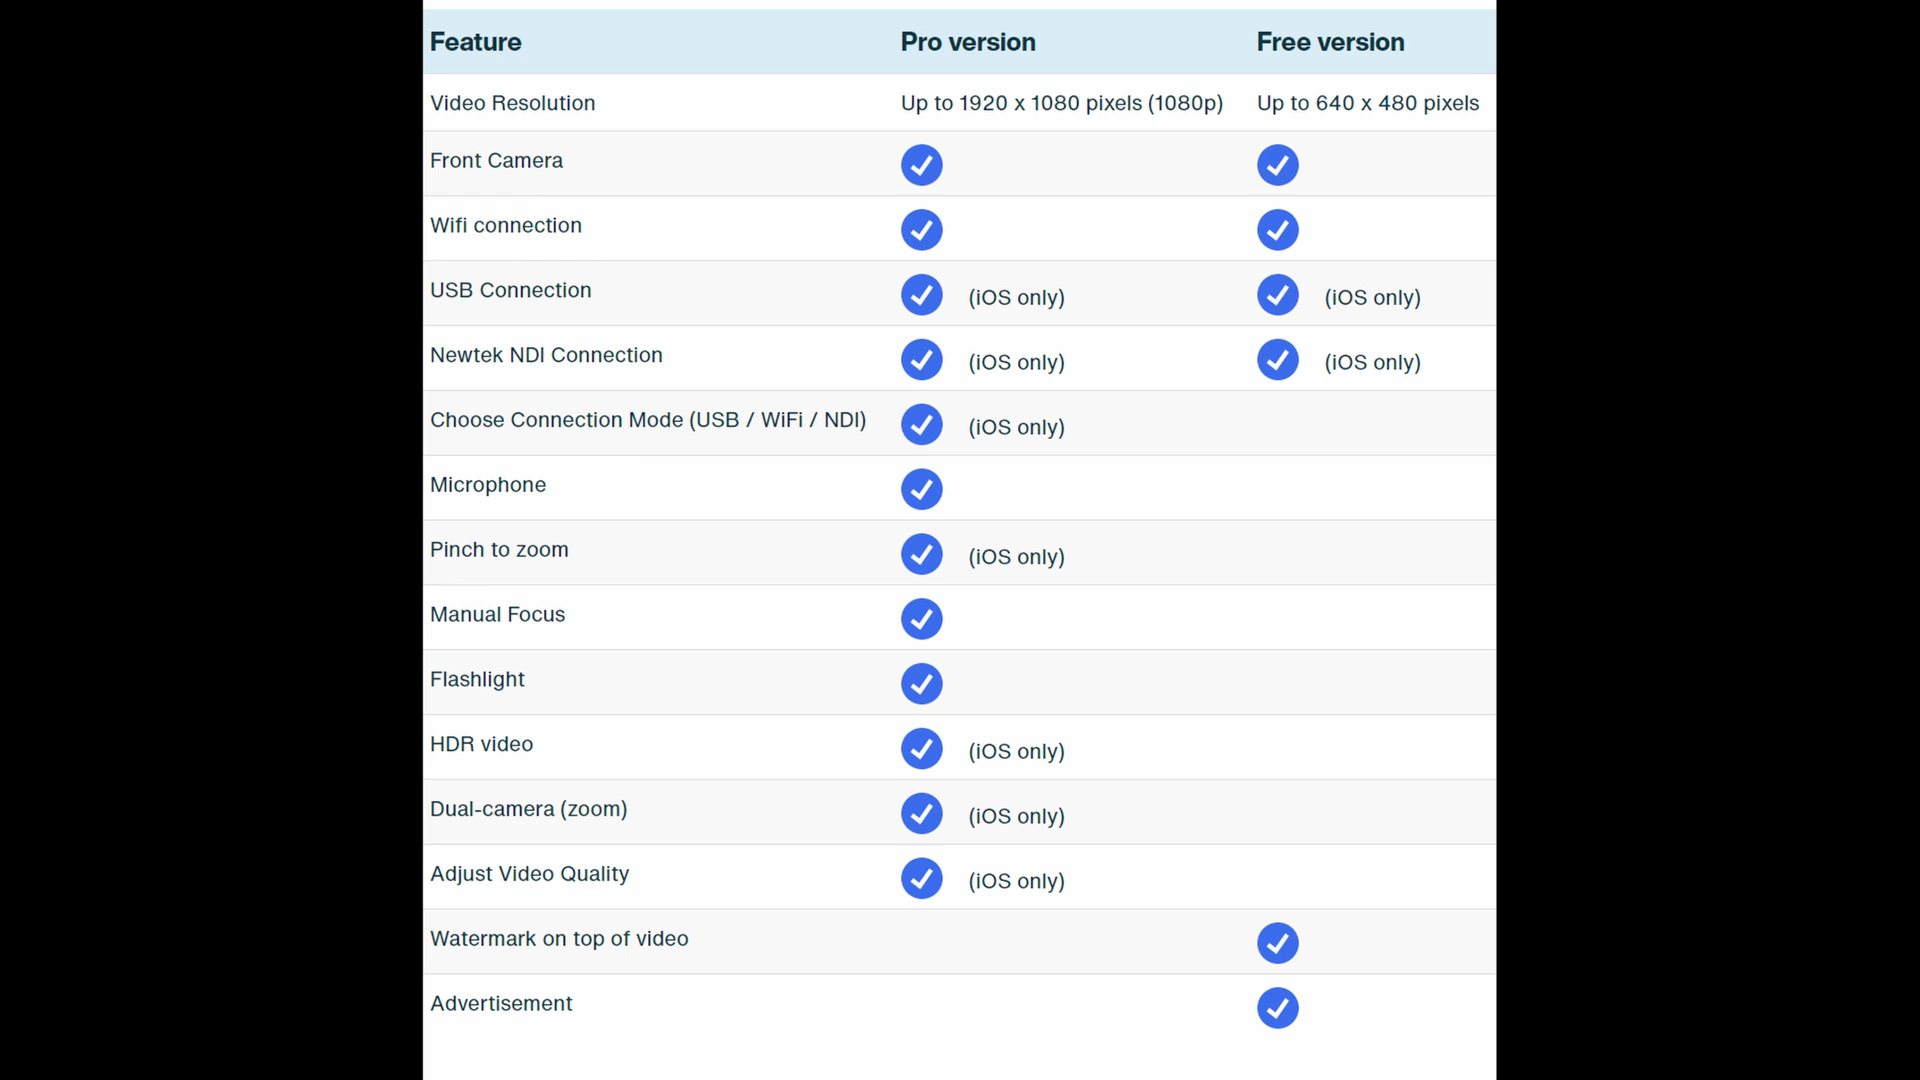 Feature Pro version Free version
Video Resolution Up to 1920 x 1080 pixels (1080p) Up to 640 x 480 pixels
Front Camera
Wifi connection
USB Connection (iOS only) (iOS only)
Newtek NDI Connection (iOS only) (iOS only)
Choose Connection Mode (USB / WiFi / NDI) (iOS only)
Microphone
Pinch to zoom (iOS only)
Manual Focus
Flashlight
HDR video (iOS only)
Dual-camera (zoom) (iOS only)
Adjust Video Quality (iOS only)
Watermark on top of video
Advertisement